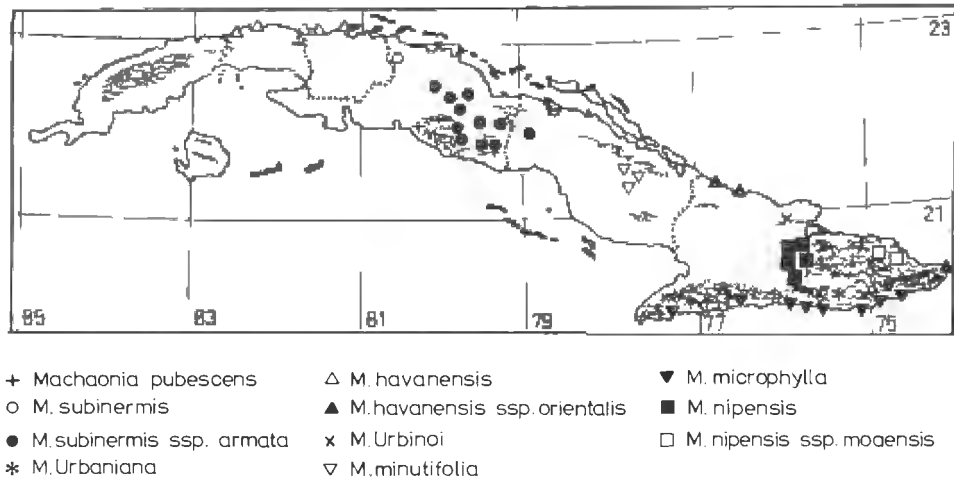 23
21
85 83 81 79 77 75
+ Machaonia pubescens △ M. havanensis ▼ M. microphylla
○ M. subinermis ▲ M. havanensis ssp. orientalis ■ M. nipensis
● M. subinermis ssp. armata × M. Urbinoi □ M. nipensis ssp. moaensis
✳ M. Urbaniana ▽ M. minutifolia